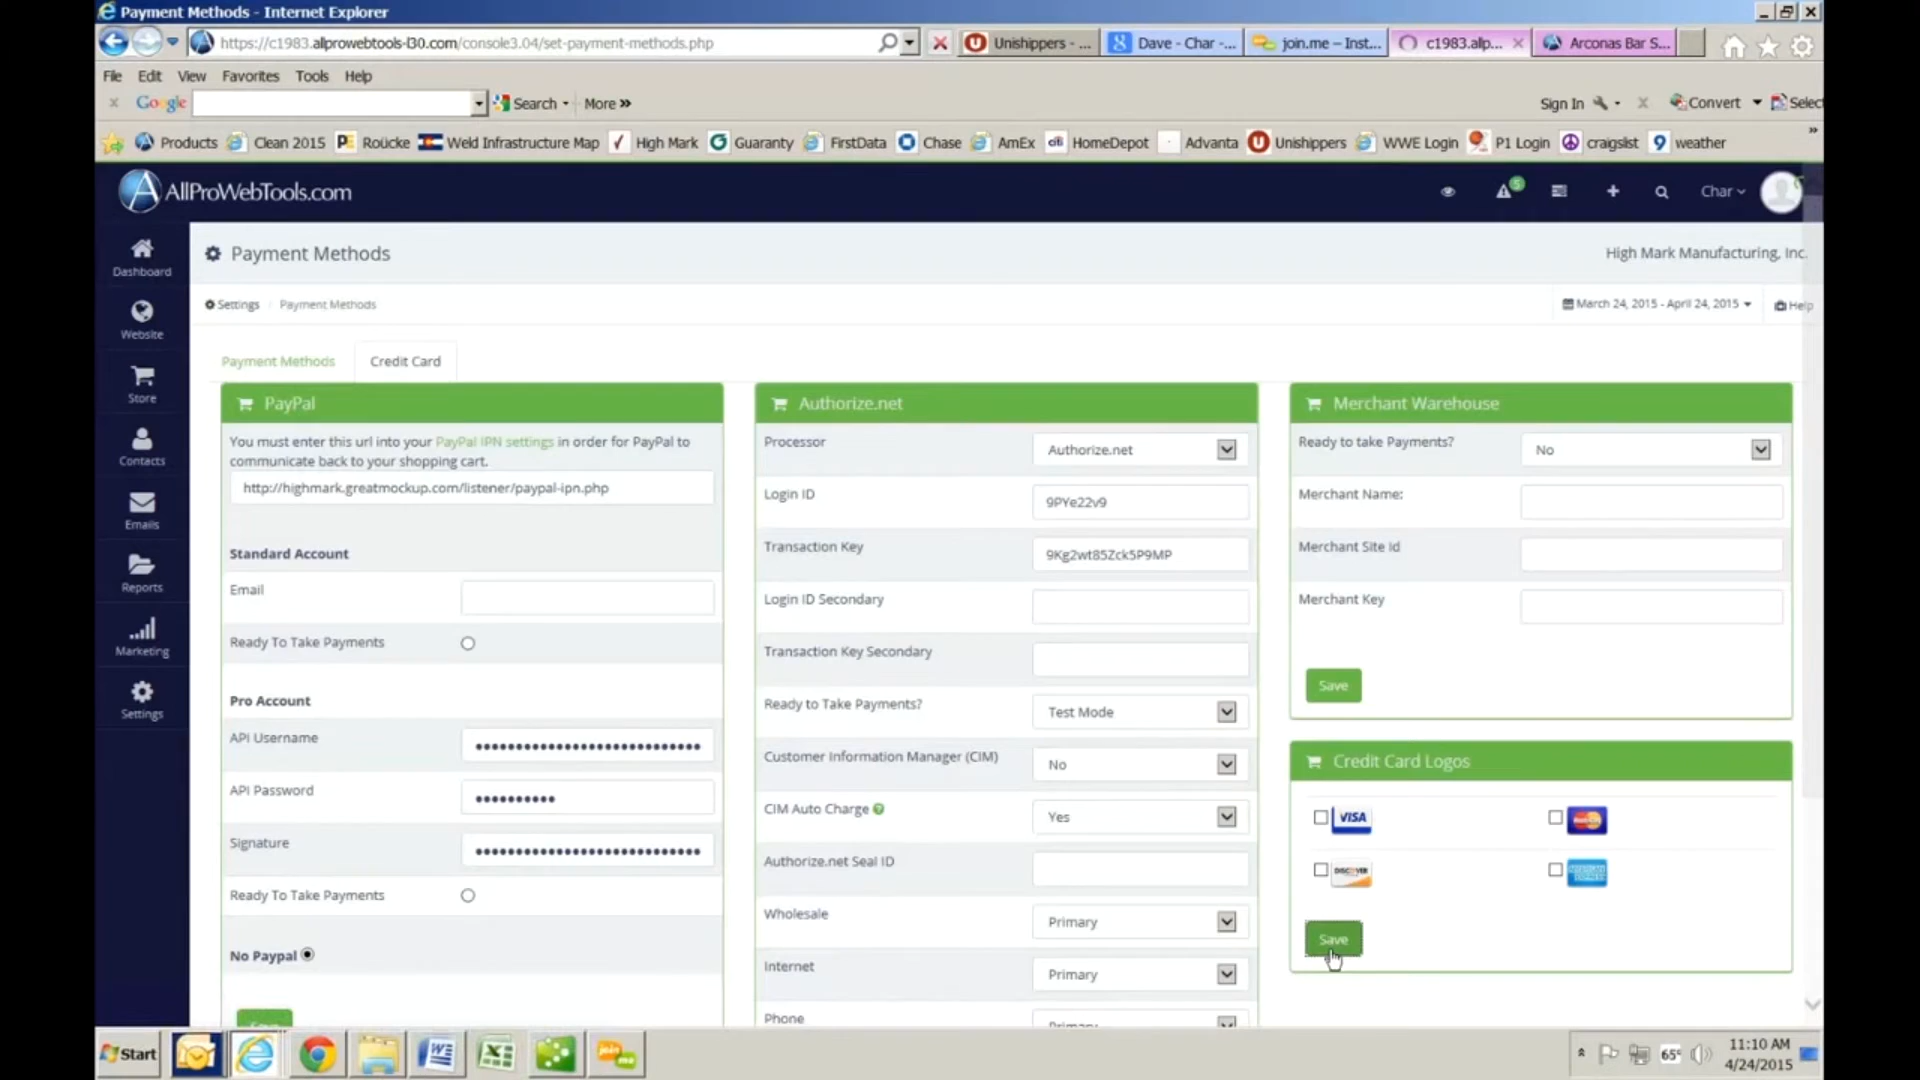 Payment Methods - Internet Explorer
https://c1983.allprowebtools-l30.com/console3.04/set-payment-methods.php
Unishippers - ...
Dave - Char -...
join.me – Inst...
c1983.alp...
Arconas Bar S...
File Edit View Favorites Tools Help
x Google Search More »
Sign In x Convert Select
Products Clean 2015 Roücke Weld Infrastructure Map High Mark Guaranty FirstData Chase AmEx HomeDepot Advanta Unishippers WWE Login P1 Login craigslist weather »
AllProWebTools.com
5
Char
Payment Methods
High Mark Manufacturing, Inc.
Settings / Payment Methods
March 24, 2015 - April 24, 2015
Help
Dashboard
Website
Store
Contacts
Emails
Reports
Marketing
Settings
Payment Methods
Credit Card
PayPal
You must enter this url into your PayPal IPN settings in order for PayPal to
communicate back to your shopping cart.
http://highmark.greatmockup.com/listener/paypal-ipn.php
Standard Account
Email
Ready To Take Payments
Pro Account
API Username
API Password
Signature
Ready To Take Payments
No Paypal
Authorize.net
Processor Authorize.net
Login ID 9PYe22v9
Transaction Key 9Kg2wt85Zck5P9MP
Login ID Secondary
Transaction Key Secondary
Ready to Take Payments? Test Mode
Customer Information Manager (CIM) No
CIM Auto Charge Yes
Authorize.net Seal ID
Wholesale Primary
Internet Primary
Phone Primary
Merchant Warehouse
Ready to take Payments? No
Merchant Name:
Merchant Site Id
Merchant Key
Save
Credit Card Logos
VISA
DISCOVER
Save
Start
65°
11:10 AM
4/24/2015